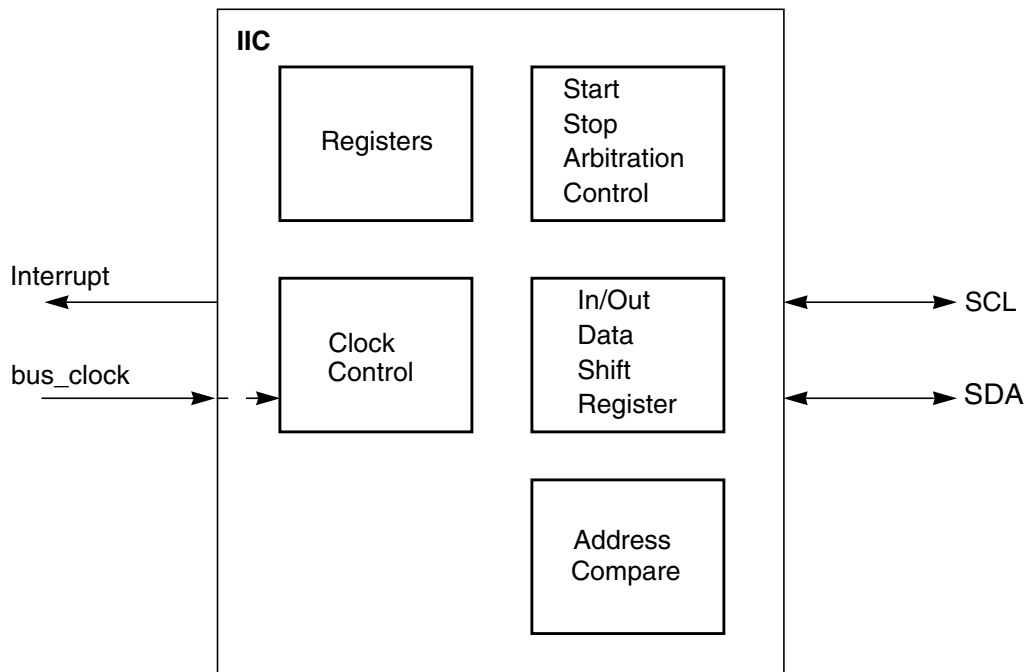 IIC
Registers
Start
Stop
Arbitration
Control
Interrupt
bus_clock
Clock
Control
In/Out
Data
Shift
Register
SCL
SDA
Address
Compare